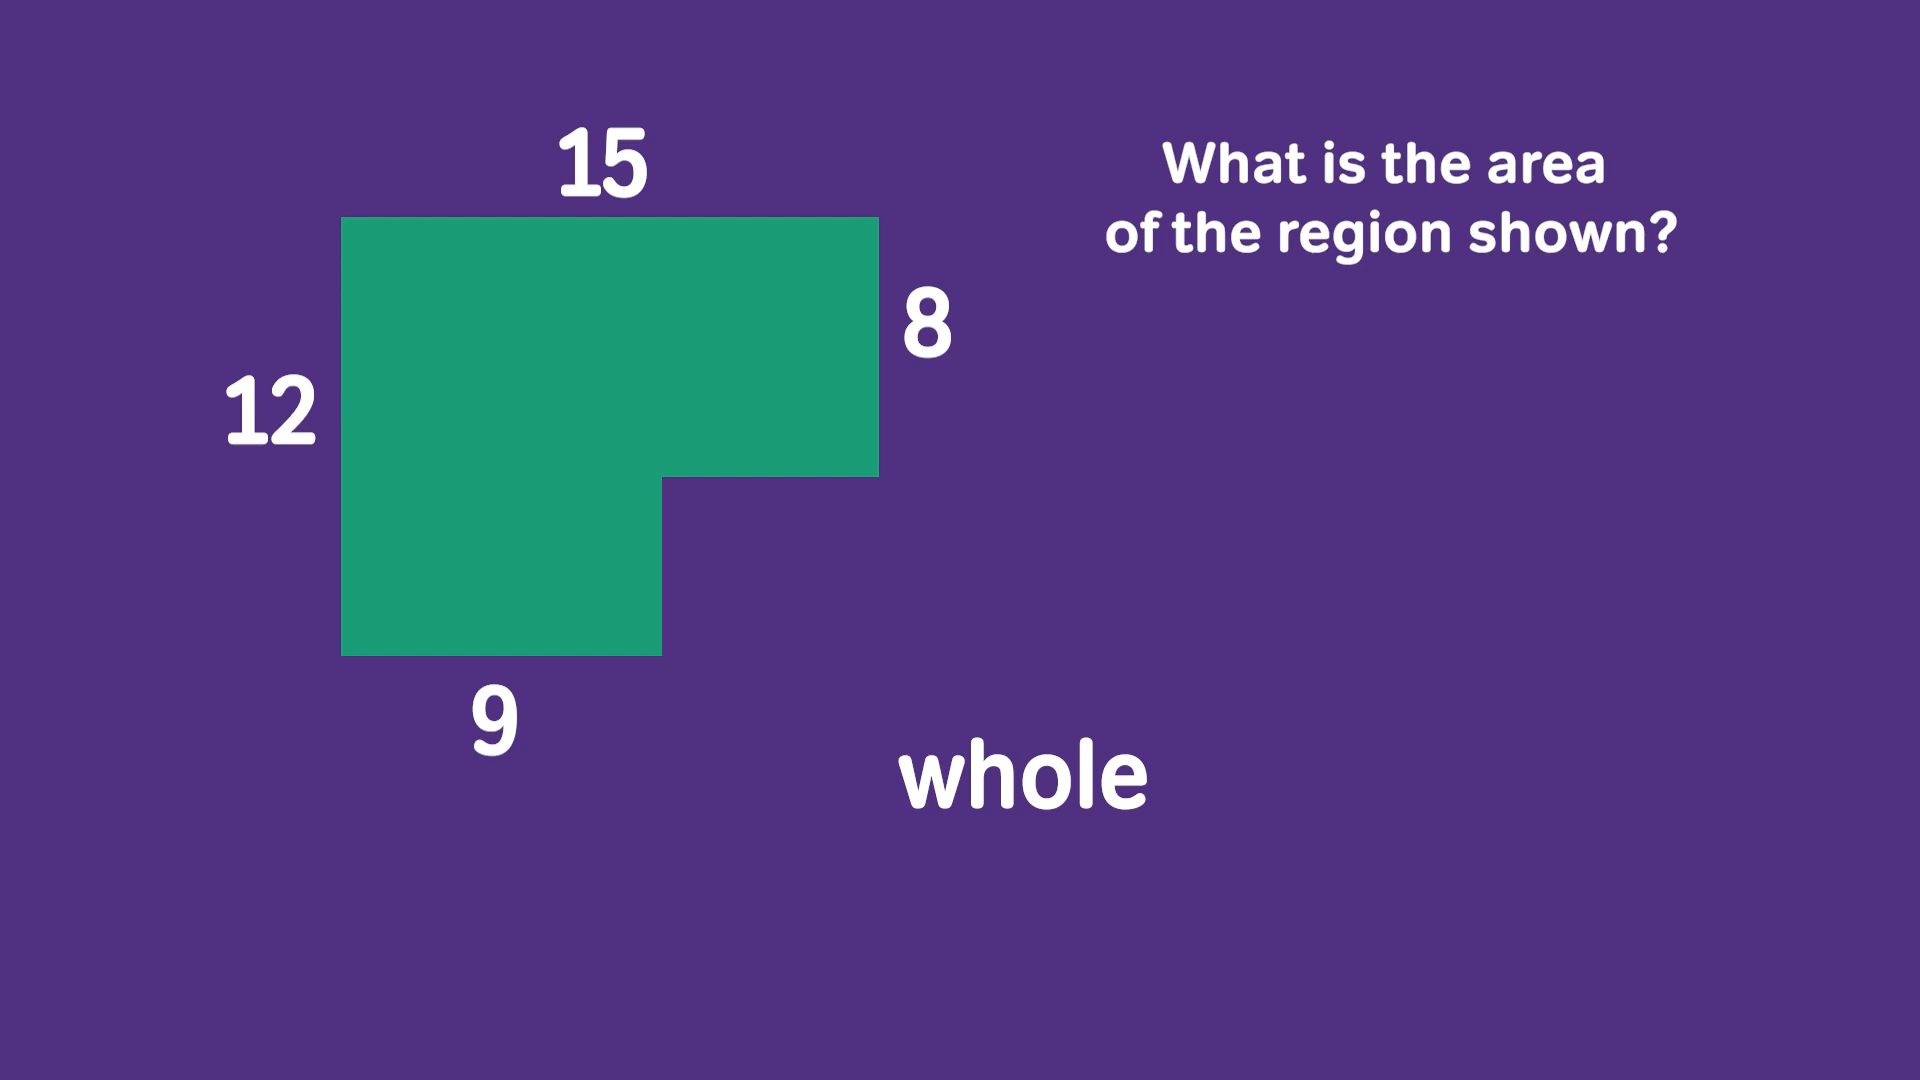 15
What is the area
of the region shown?
8
12
9
whole